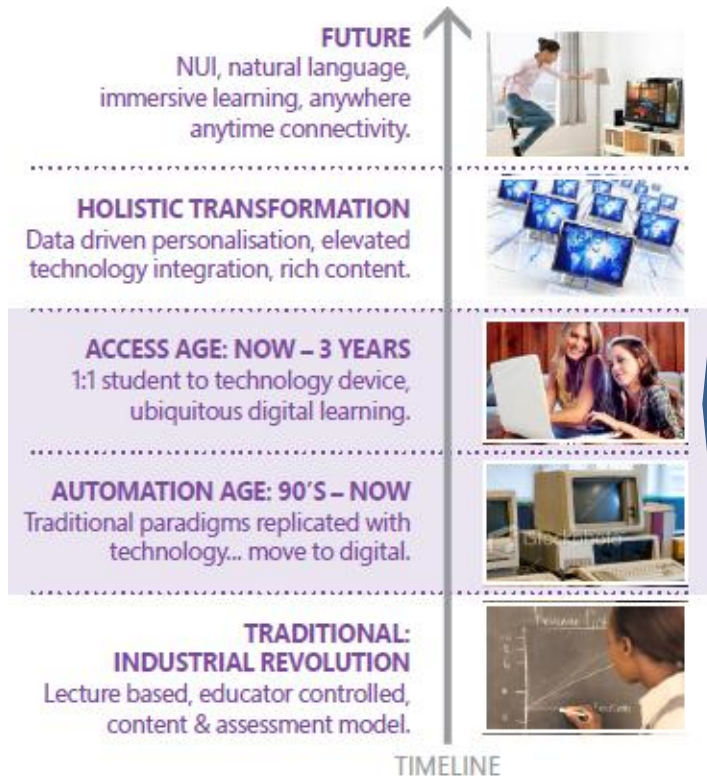 FUTURE
NUI, natural language,
immersive learning, anywhere
anytime connectivity.
HOLISTIC TRANSFORMATION
Data driven personalisation, elevated
technology integration, rich content.
ACCESS AGE: NOW – 3 YEARS
1:1 student to technology device,
ubiquitous digital learning.
AUTOMATION AGE: 90'S – NOW
Traditional paradigms replicated with
technology... move to digital.
TRADITIONAL:
INDUSTRIAL REVOLUTION
Lecture based, educator controlled,
content & assessment model.
TIMELINE